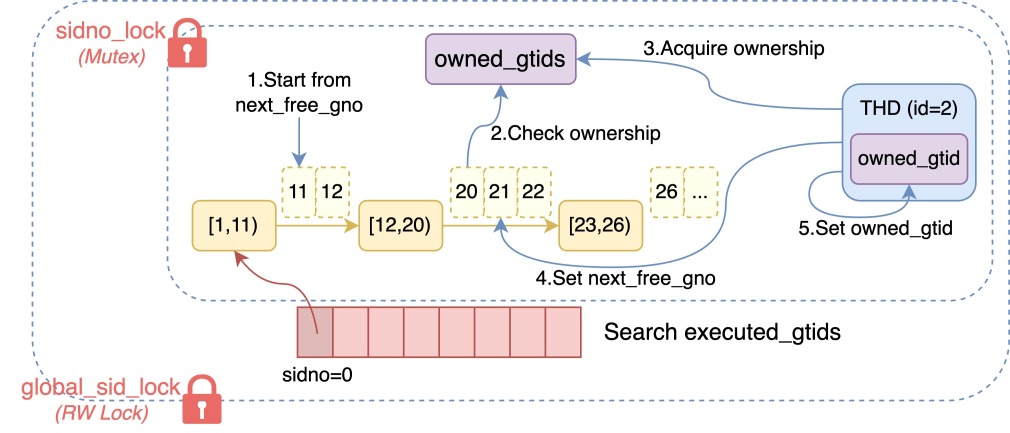 sidno_lock
(Mutex)
1.Start from
next_free_gno
owned_gtids
3.Acquire ownership
2.Check ownership
THD (id=2)
owned_gtid
11 12
20 21 22
26 ...
[1,11)
[12,20)
[23,26)
5.Set owned_gtid
4.Set next_free_gno
Search executed_gtids
sidno=0
global_sid_lock
(RW Lock)